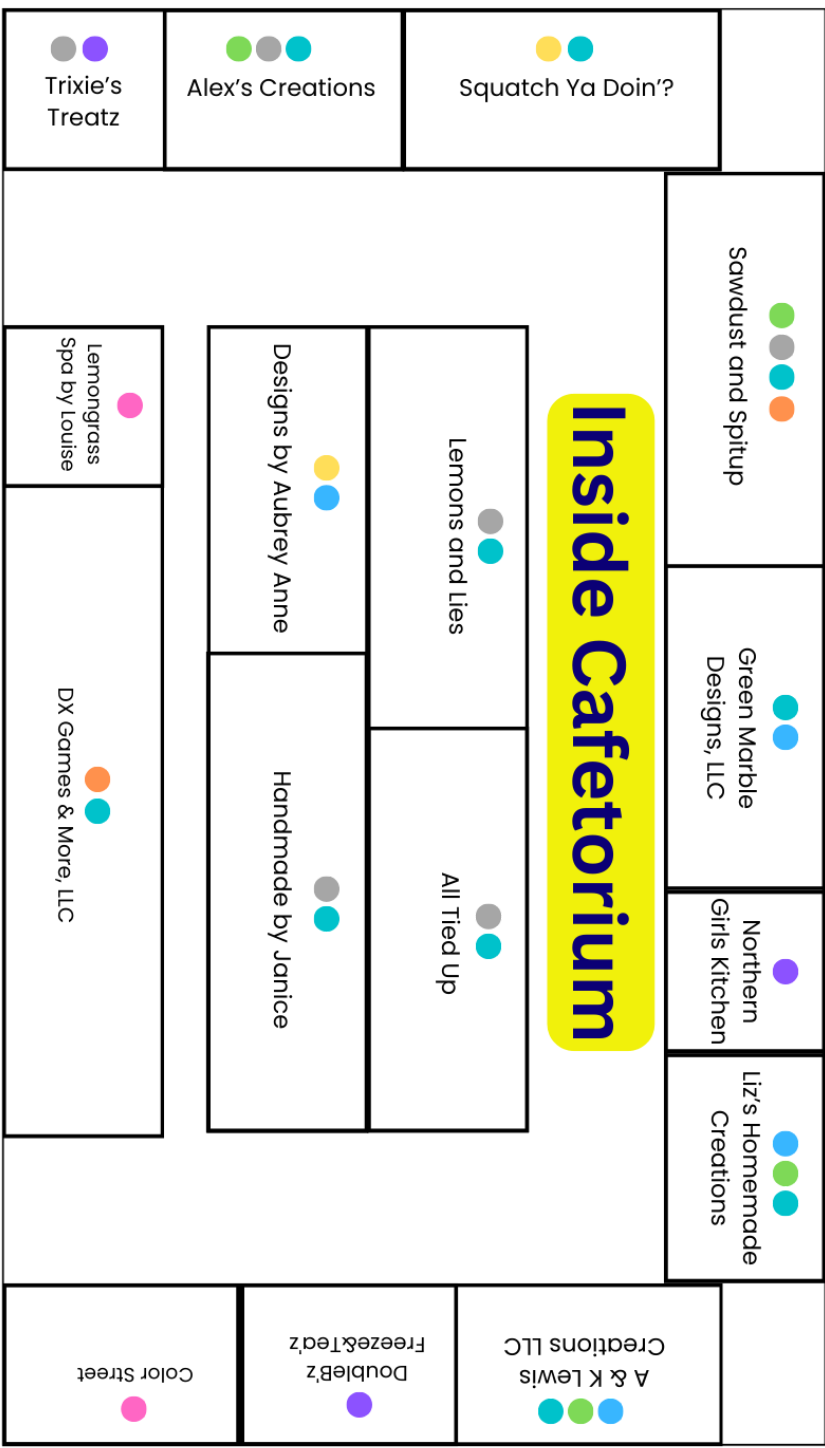 Trixie’s
Treatz
Alex’s Creations
Squatch Ya Doin’?
Sawdust and Spitup
Green Marble
Designs, LLC
Northern
Girls Kitchen
Liz’s Homemade
Creations
Inside Cafetorium
Lemons and Lies
All Tied Up
Designs by Aubrey Anne
Handmade by Janice
Lemongrass
Spa by Louise
DX Games & More, LLC
A & K Lewis
Creations LLC
DoubleB'z
Freeze&Tea'z
Color Street